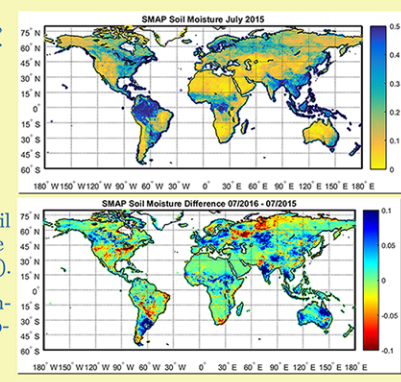 SMAP Soil Moisture July 2015
75° N
60° N
45° N
30° N
15° N
0°
15° S
30° S
45° S
60° S
180° W 150° W 120° W 90° W 60° W 30° W 0° 30° E 60° E 90° E 120° E 150° E 180° E
0.5
0.4
0.3
0.2
0.1
0
il
e
).
n-
o-
SMAP Soil Moisture Difference 07/2016 - 07/2015
75° N
60° N
45° N
30° N
15° N
0°
15° S
30° S
45° S
60° S
180° W 150° W 120° W 90° W 60° W 30° W 0° 30° E 60° E 90° E 120° E 150° E 180° E
0.1
0.05
0
-0.05
-0.1